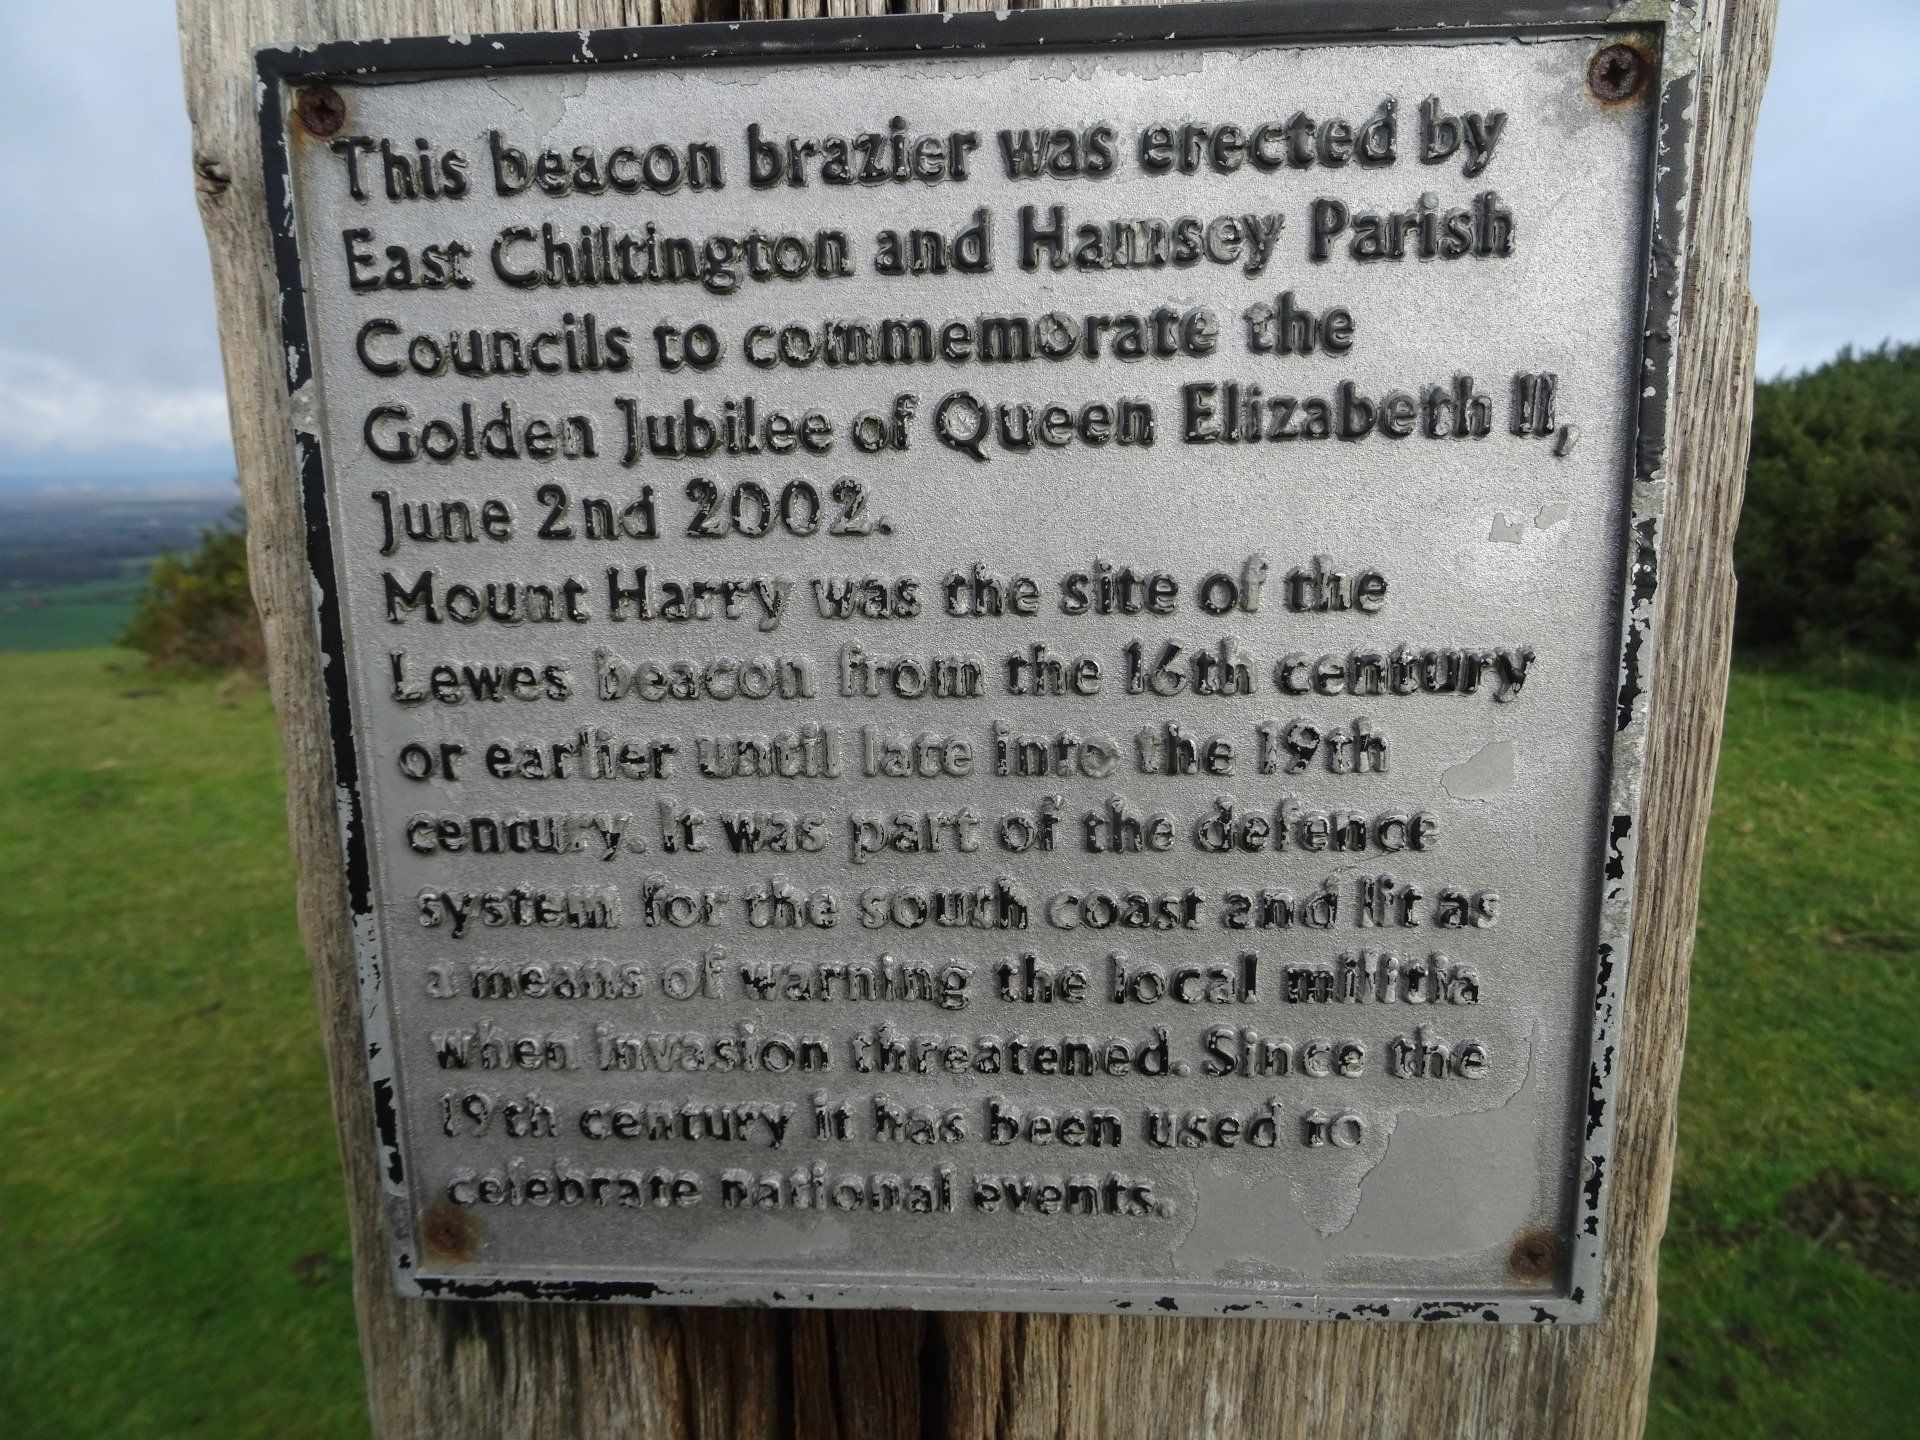 This beacon brazier was erected by
East Chiltington and Hamsey Parish
Councils to commemorate the
Golden Jubilee of Queen Elizabeth II,
June 2nd 2002.
Mount Harry was the site of the
Lewes beacon from the 16th century
or earlier until late into the 19th
century. It was part of the defence
system for the south coast and lit as
a means of warning the local militia
when invasion threatened. Since the
19th century it has been used to
celebrate national events.